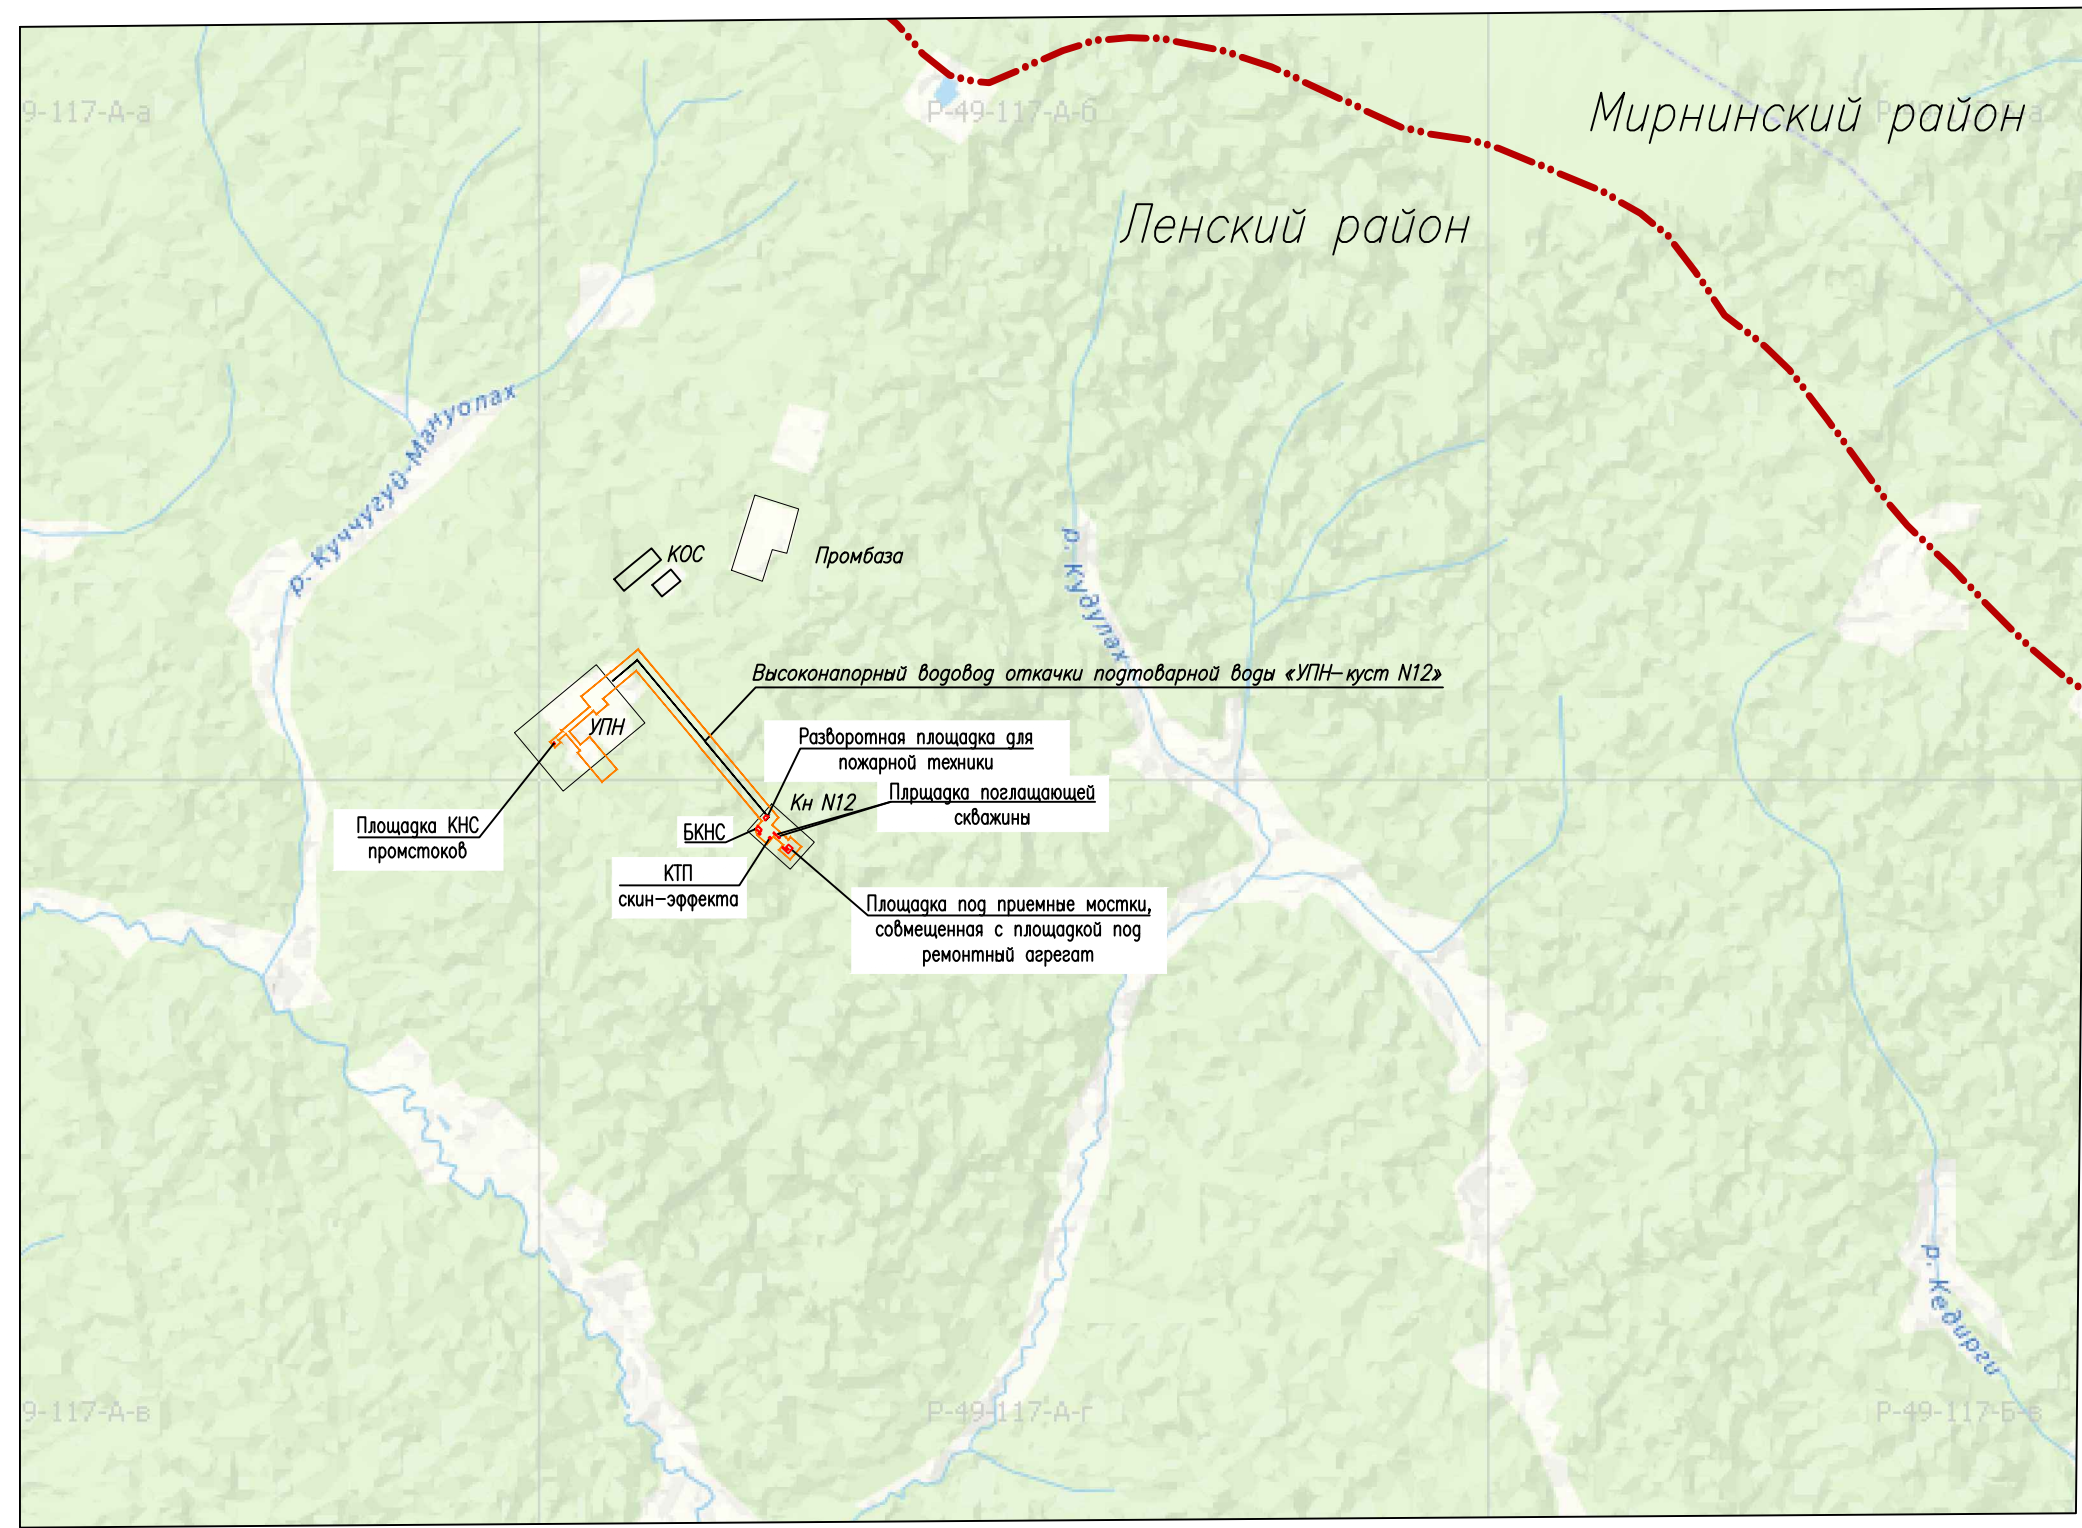 9-117-А-а
Р-49-117-А-б
Мирнинский район
Ленский район
р. Куччугуй-Мануолах
КОС
Промбаза
р. Кудулах
Высоконапорный водовод откачки подтоварной воды «УПН-куст N12»
УПН
Разворотная площадка для
пожарной техники
Кн N12
Плрщадка поглащающей
скважины
Площадка КНС
промстоков
БКНС
КТП
скин-эффекта
Площадка под приемные мостки,
совмещенная с площадкой под
ремонтный агрегат
р. Кедирги
9-117-А-в
Р-49-117-А-г
Р-49-117-Б-в